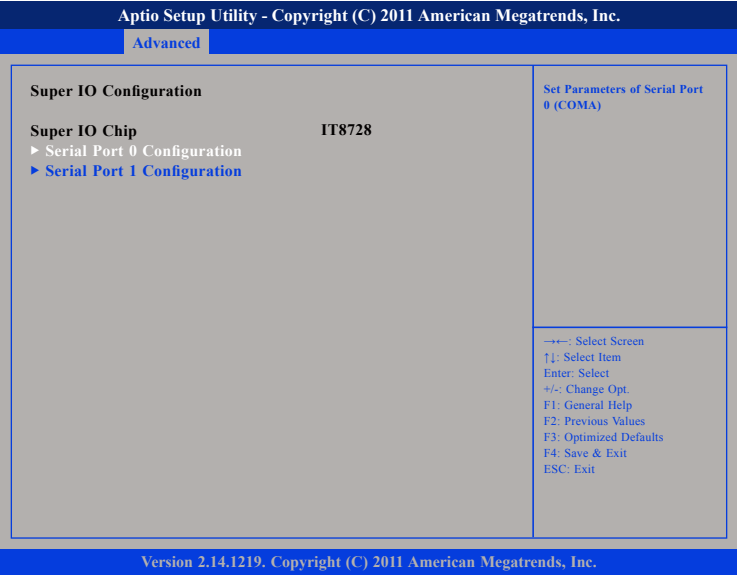 Aptio Setup Utility - Copyright (C) 2011 American Megatrends, Inc.
Advanced
Super IO Configuration
Super IO Chip IT8728
▶ Serial Port 0 Configuration
▶ Serial Port 1 Configuration
Set Parameters of Serial Port
0 (COMA)
→←: Select Screen
↑↓: Select Item
Enter: Select
+/-: Change Opt.
F1: General Help
F2: Previous Values
F3: Optimized Defaults
F4: Save & Exit
ESC: Exit
Version 2.14.1219. Copyright (C) 2011 American Megatrends, Inc.